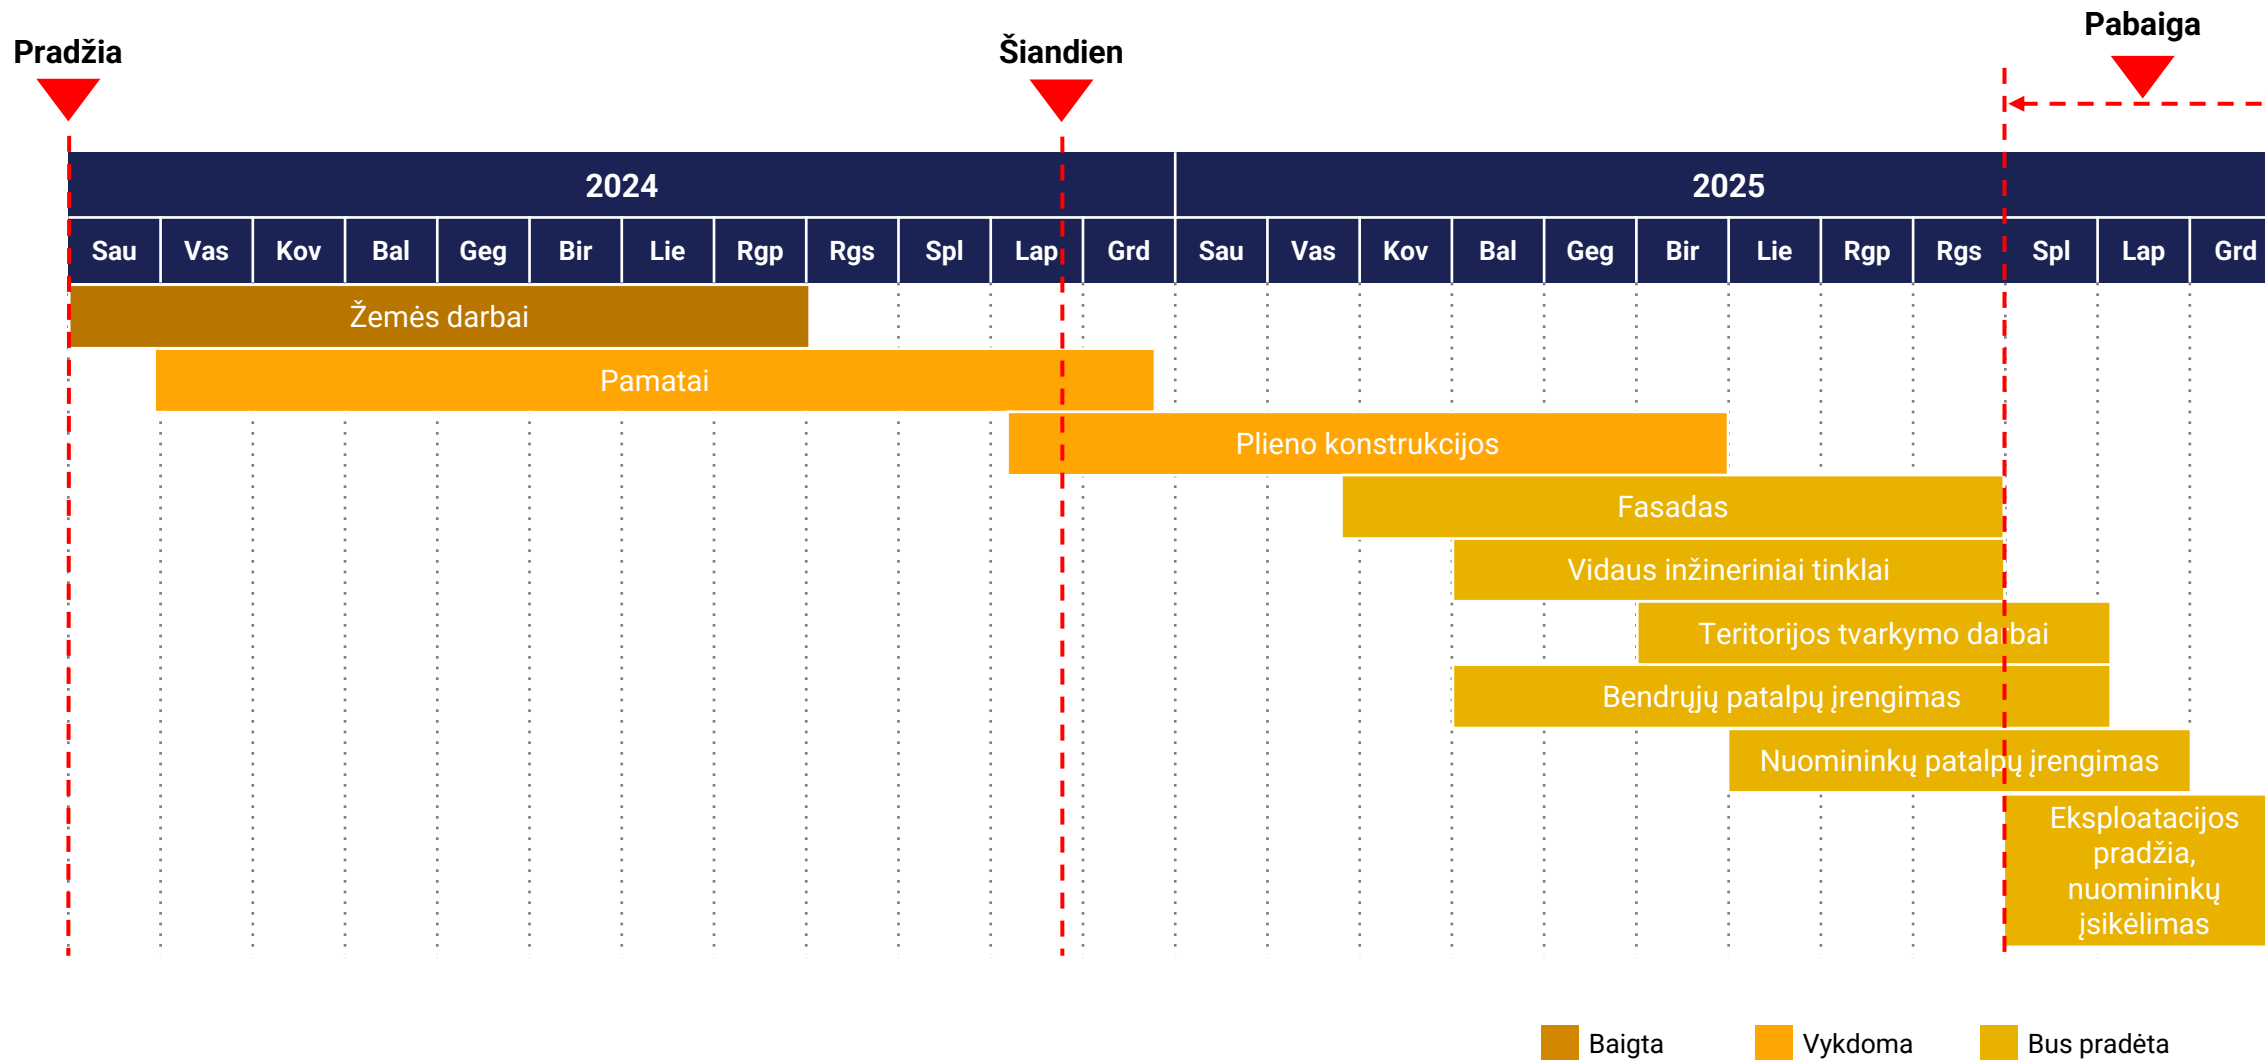 Pradžia
Šiandien
Pabaiga
2024
2025
Sau Vas Kov Bal Geg Bir Lie Rgp Rgs Spl Lap Grd Sau Vas Kov Bal Geg Bir Lie Rgp Rgs Spl Lap Grd
Žemės darbai
Pamatai
Plieno konstrukcijos
Fasadas
Vidaus inžineriniai tinklai
Teritorijos tvarkymo darbai
Bendrųjų patalpų įrengimas
Nuomininkų patalpų įrengimas
Eksploatacijos
pradžia,
nuomininkų
įsikėlimas
Baigta
Vykdoma
Bus pradėta